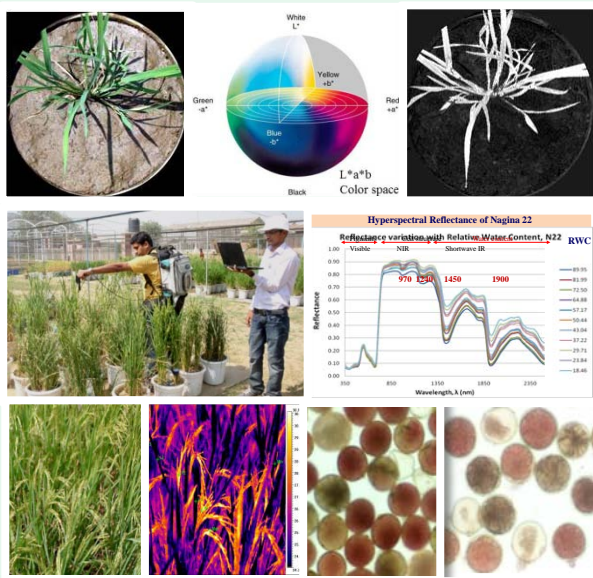 White
L*
Yellow
+b*
Green
-a*
Red
+a*
Blue
-b*
L*a*b
Color space
Black
Hyperspectral Reflectance of Nagina 22
Reflectance variation with Relative Water Content, N22
RWC
Visible
NIR
Shortwave IR
970
1450
1900
Reflectance
1.00
0.90
0.80
0.70
0.60
0.50
0.40
0.30
0.20
0.10
0.00
350
850
1350
1850
2350
Wavelength, λ (nm)
89.95
81.99
72.50
64.88
57.17
50.44
43.04
37.22
29.71
23.84
18.46